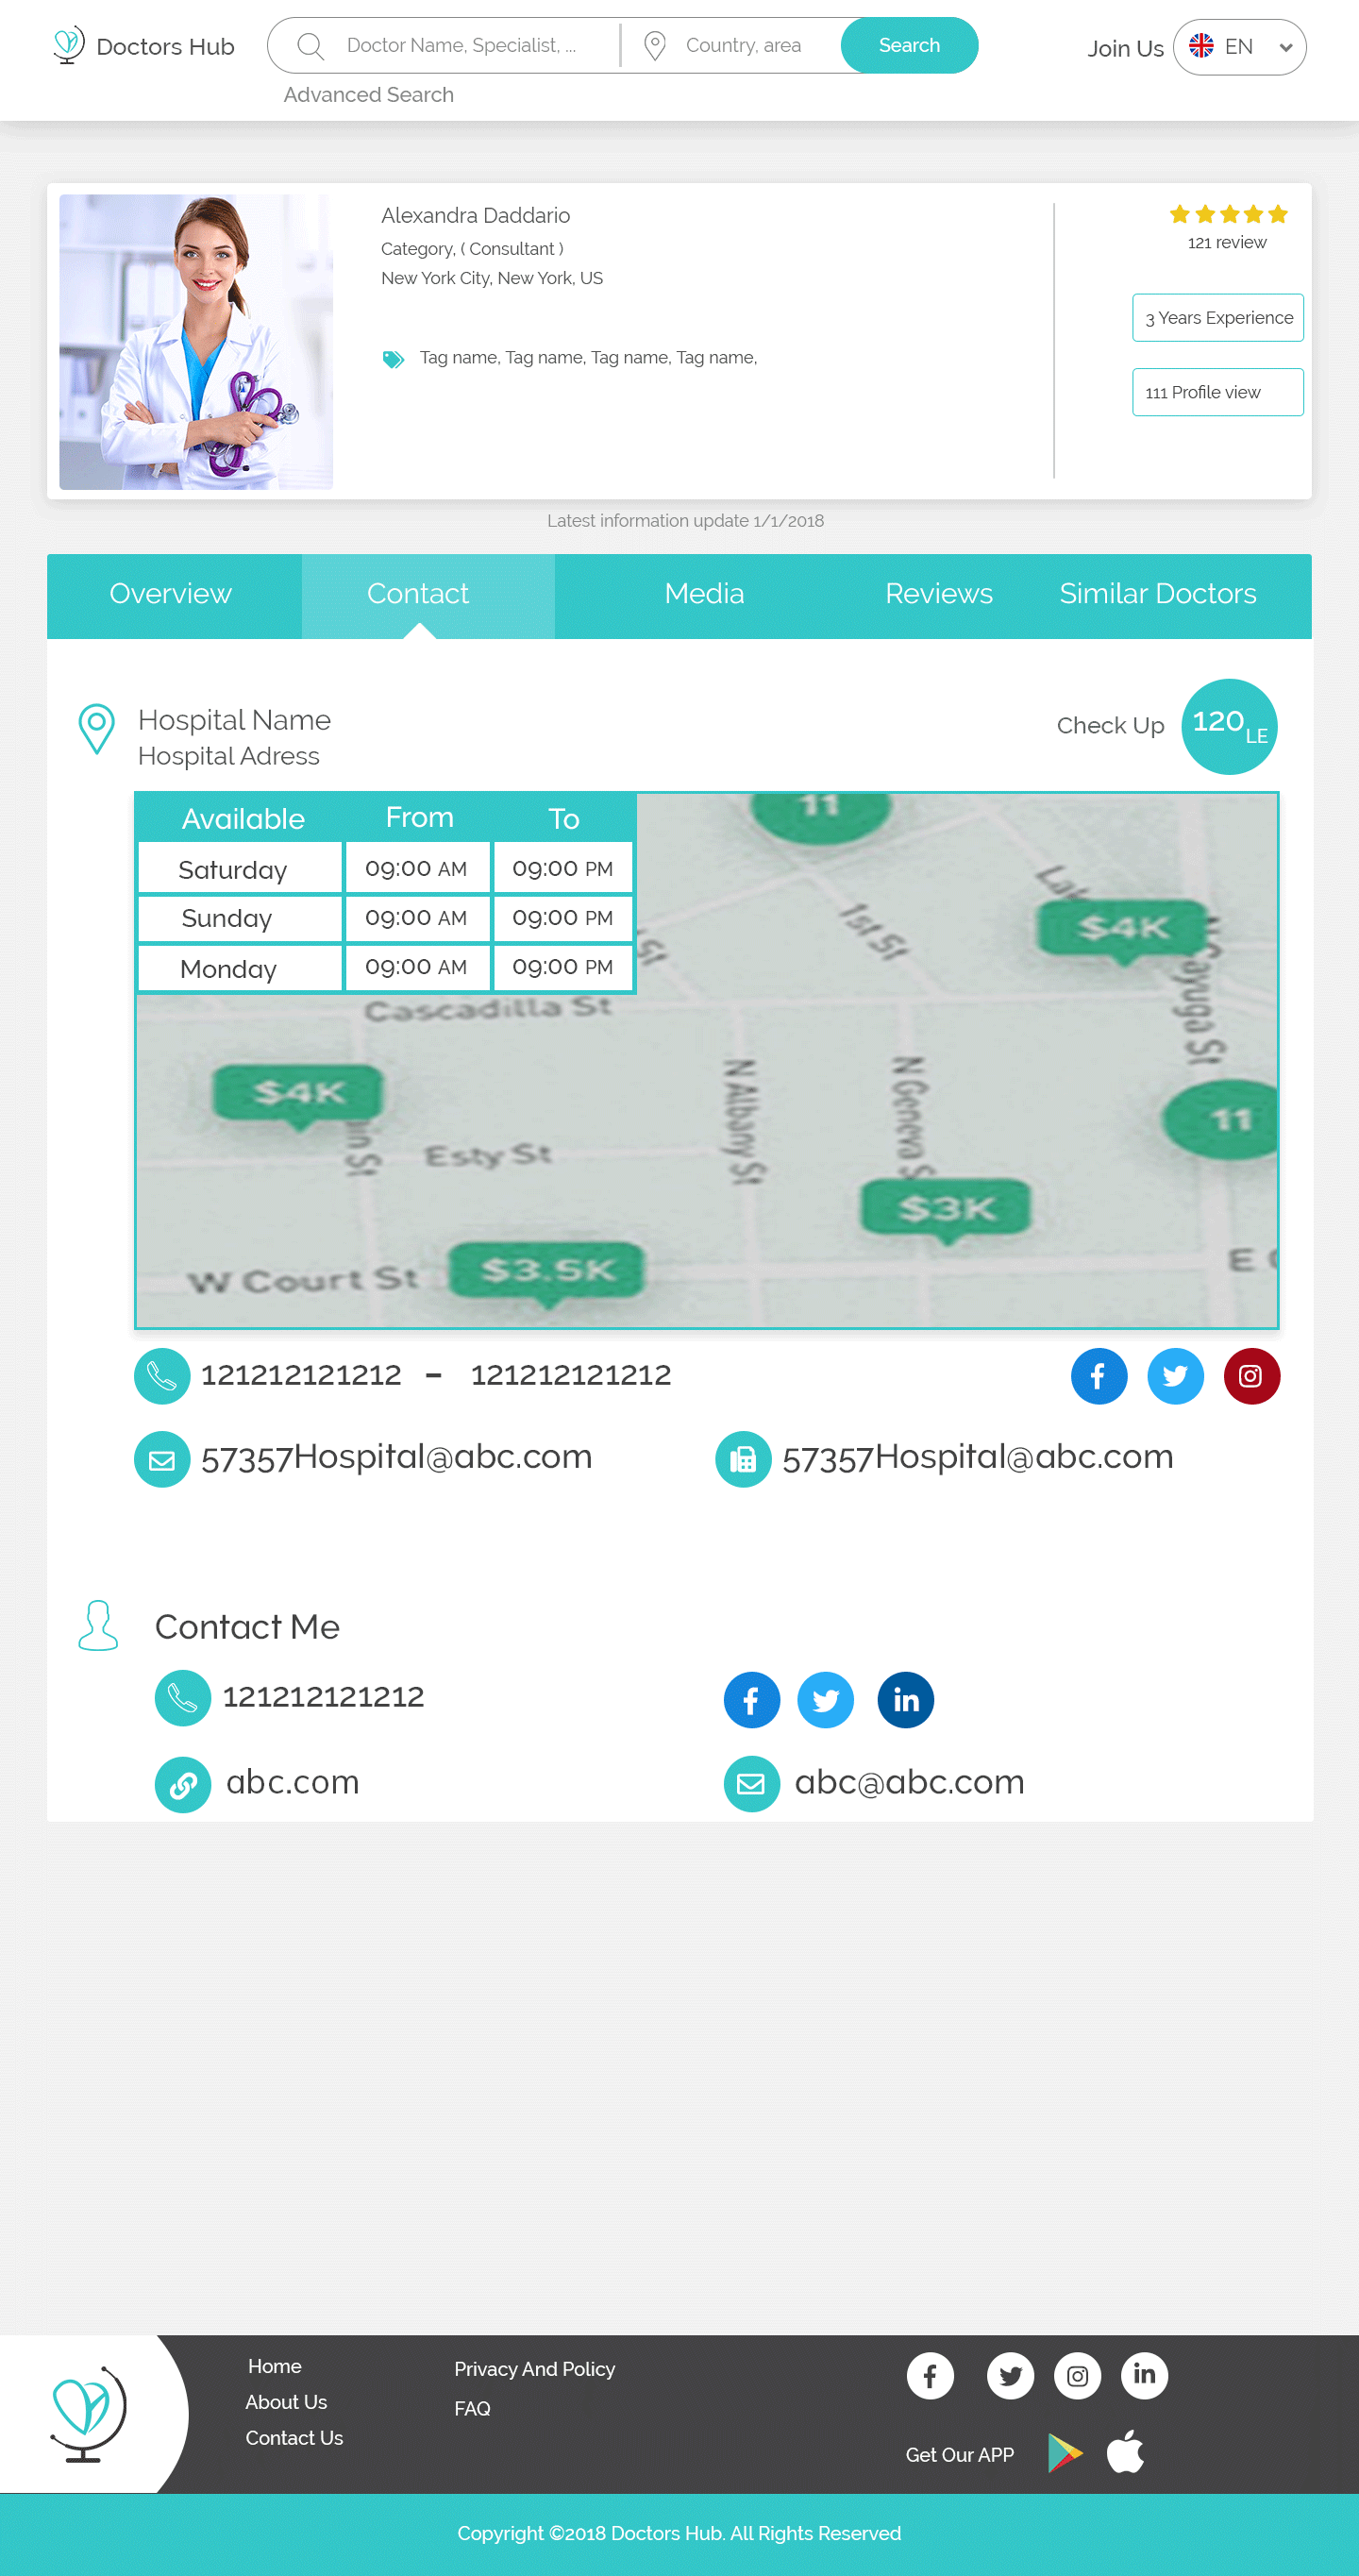 Doctors Hub
Doctor Name, Specialist, ...
Country, area
Search
Join Us
EN
Advanced Search
Alexandra Daddario
Category, ( Consultant )
New York City, New York, US
Tag name, Tag name, Tag name, Tag name,
121 review
3 Years Experience
111 Profile view
Latest information update 1/1/2018
Overview
Contact
Media
Reviews
Similar Doctors
Hospital Name
Hospital Adress
Check Up
120 LE
Available From To
Saturday 09:00 AM 09:00 PM
Sunday 09:00 AM 09:00 PM
Monday 09:00 AM 09:00 PM
11
1st St
$4K
Cayuga St
St
Cascadilla St
$4K
N Albany St
N Geneva S
11
Esty St
$3K
$3.5K
W Court St
E
121212121212 - 121212121212
57357Hospital@abc.com
57357Hospital@abc.com
Contact Me
121212121212
abc.com
abc@abc.com
Home
About Us
Contact Us
Privacy And Policy
FAQ
Get Our APP
Copyright ©2018 Doctors Hub. All Rights Reserved